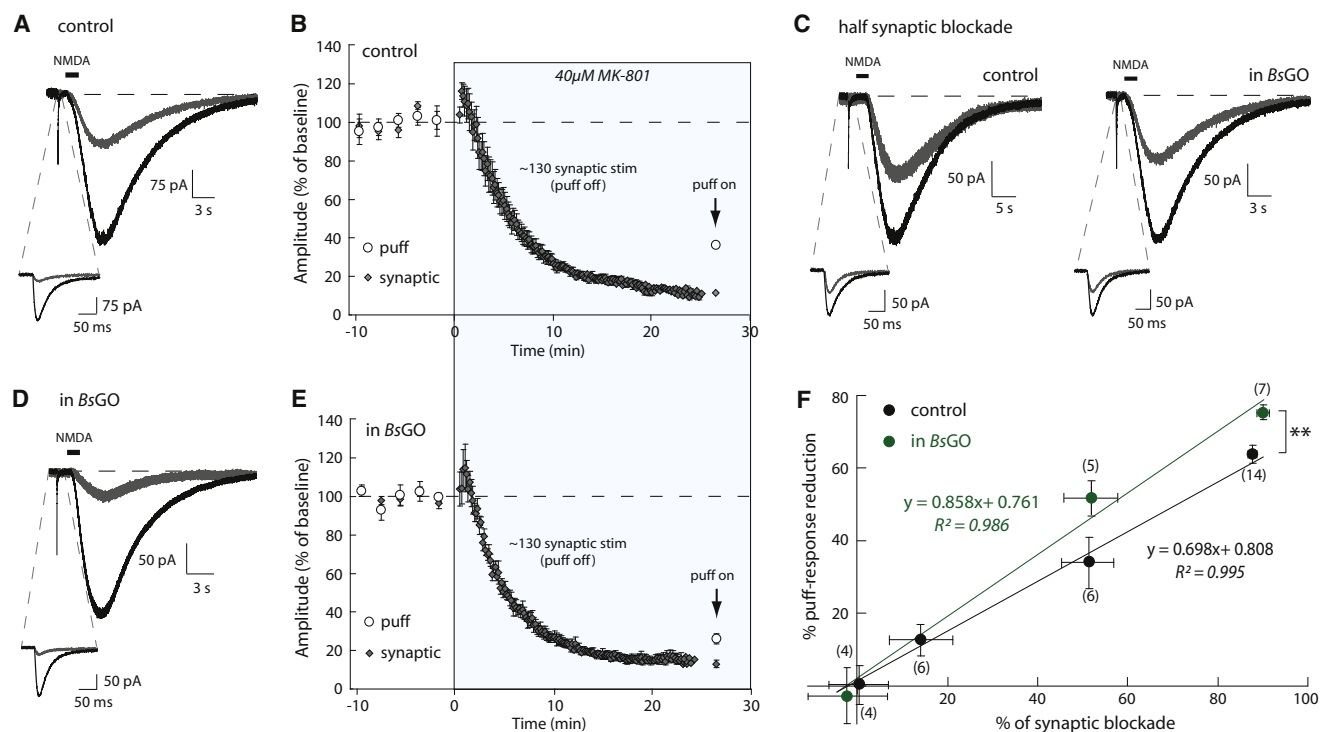 A control
NMDA
75 pA
3 s
75 pA
50 ms
B
control
40µM MK-801
~130 synaptic stim
(puff off)
puff on
puff
synaptic
Amplitude (% of baseline)
140
120
100
80
60
40
20
0
-10 0 10 20 30
Time (min)
C half synaptic blockade
control
NMDA
50 pA
5 s
50 pA
50 ms
in BsGO
NMDA
50 pA
3 s
50 pA
50 ms
D in BsGO
NMDA
50 pA
3 s
50 pA
50 ms
E
in BsGO
~130 synaptic stim
(puff off)
puff on
puff
synaptic
Amplitude (% of baseline)
140
120
100
80
60
40
20
0
-10 0 10 20 30
Time (min)
F
control
in BsGO
% puff-response reduction
80
60
40
20
(7)
**
(14)
(5)
y = 0.858x+ 0.761
R² = 0.986
y = 0.698x+ 0.808
R² = 0.995
(6)
(4)
(6)
(4)
20 40 60 80 100
% of synaptic blockade